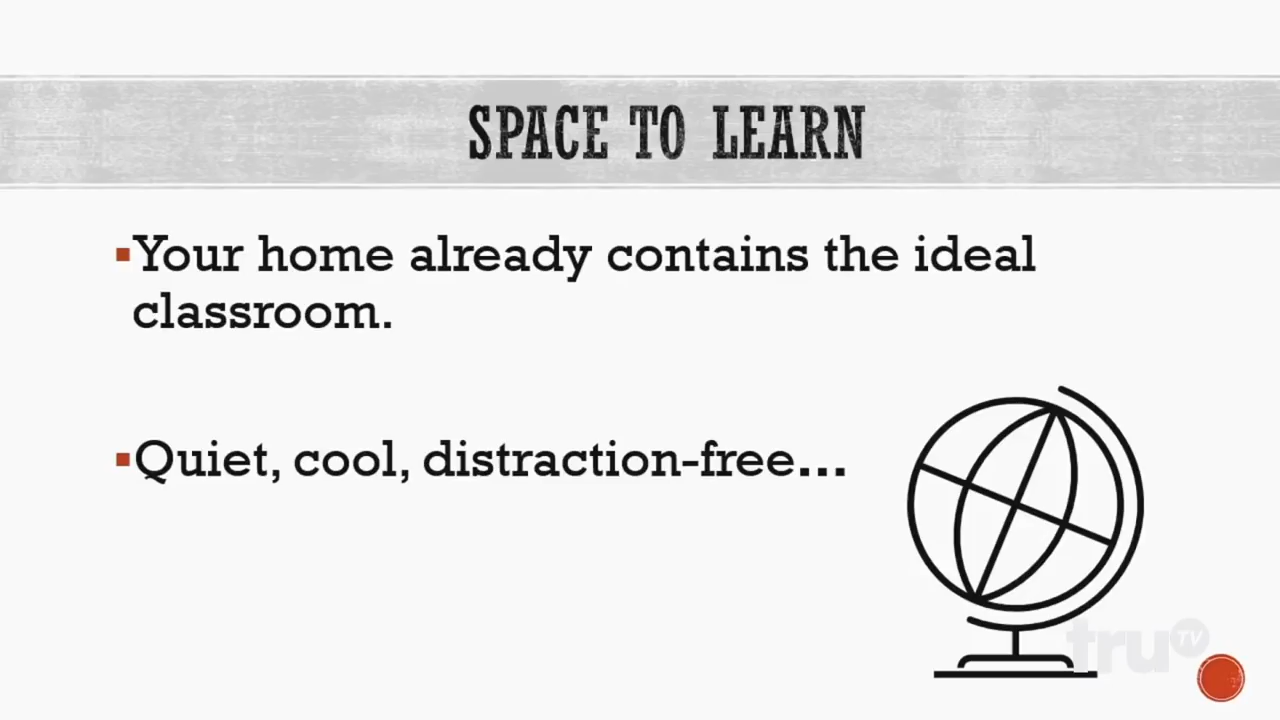 SPACE TO LEARN
Your home already contains the ideal
classroom.
Quiet, cool, distraction-free...
truTV